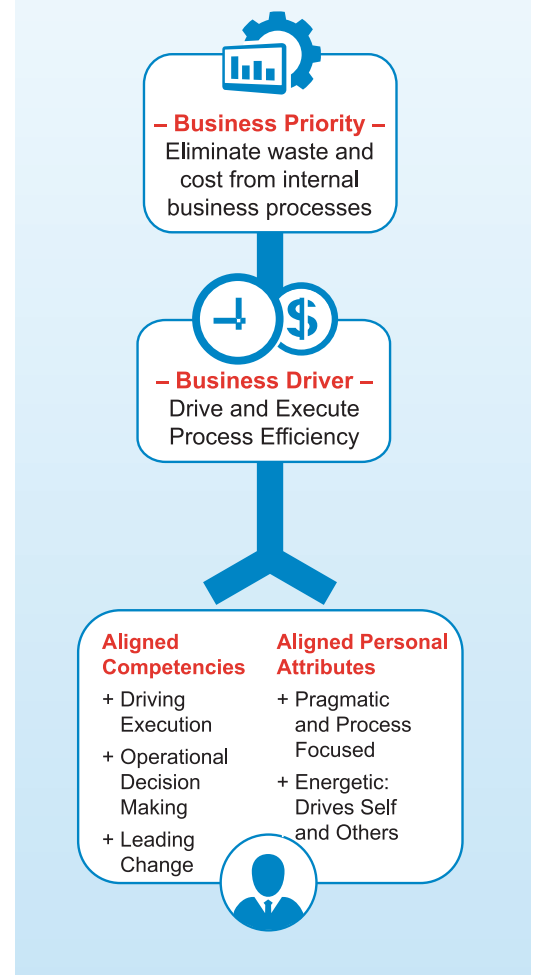 – Business Priority –
Eliminate waste and
cost from internal
business processes
$
– Business Driver –
Drive and Execute
Process Efficiency
Aligned
Competencies
+ Driving
Execution
+ Operational
Decision
Making
+ Leading
Change
Aligned Personal
Attributes
+ Pragmatic
and Process
Focused
+ Energetic:
Drives Self
and Others